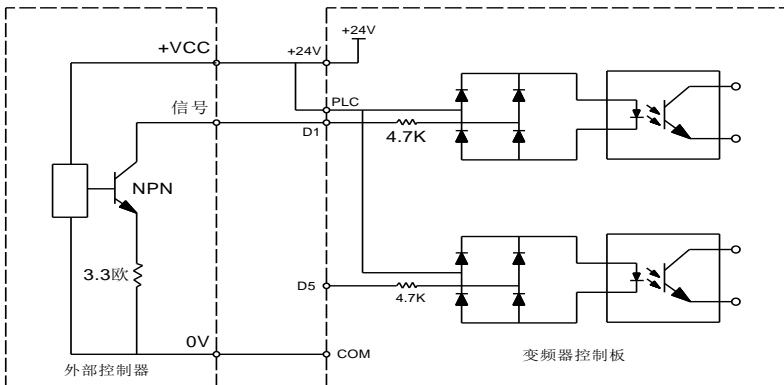 +24V
+VCC
+24V
信号
PLC
D1
4.7K
NPN
3.3欧
D5
4.7K
0V
COM
外部控制器
变频器控制板